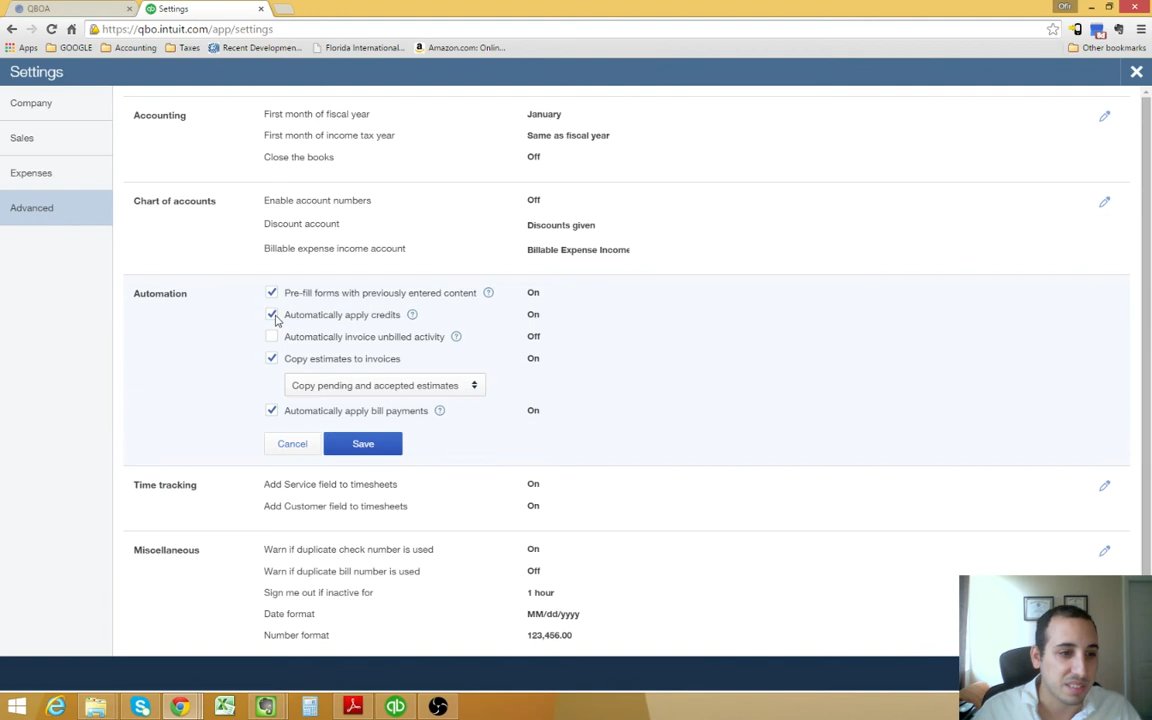 QBOA
Settings
Ofir
https://qbo.intuit.com/app/settings
Apps
GOOGLE
Accounting
Taxes
Recent Developmen...
Florida International...
Amazon.com: Onlin...
Other bookmarks
Settings
Company
Sales
Expenses
Advanced
Accounting
First month of fiscal year
January
First month of income tax year
Same as fiscal year
Close the books
Off
Chart of accounts
Enable account numbers
Off
Discount account
Discounts given
Billable expense income account
Billable Expense Income
Automation
Pre-fill forms with previously entered content
On
Automatically apply credits
On
Automatically invoice unbilled activity
Off
Copy estimates to invoices
On
Copy pending and accepted estimates
Automatically apply bill payments
On
Cancel
Save
Time tracking
Add Service field to timesheets
On
Add Customer field to timesheets
On
Miscellaneous
Warn if duplicate check number is used
On
Warn if duplicate bill number is used
Off
Sign me out if inactive for
1 hour
Date format
MM/dd/yyyy
Number format
123,456.00